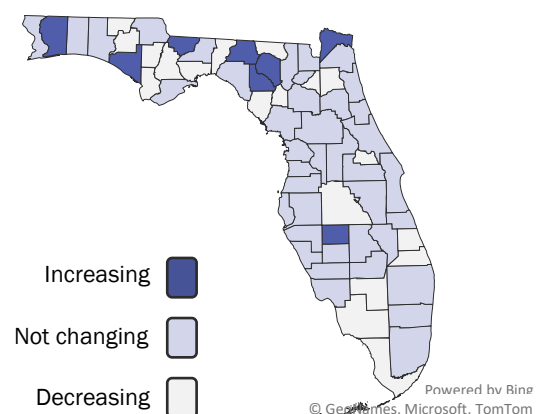 Increasing
Not changing
Decreasing
Powered by Bing
© GeoNames, Microsoft, TomTom